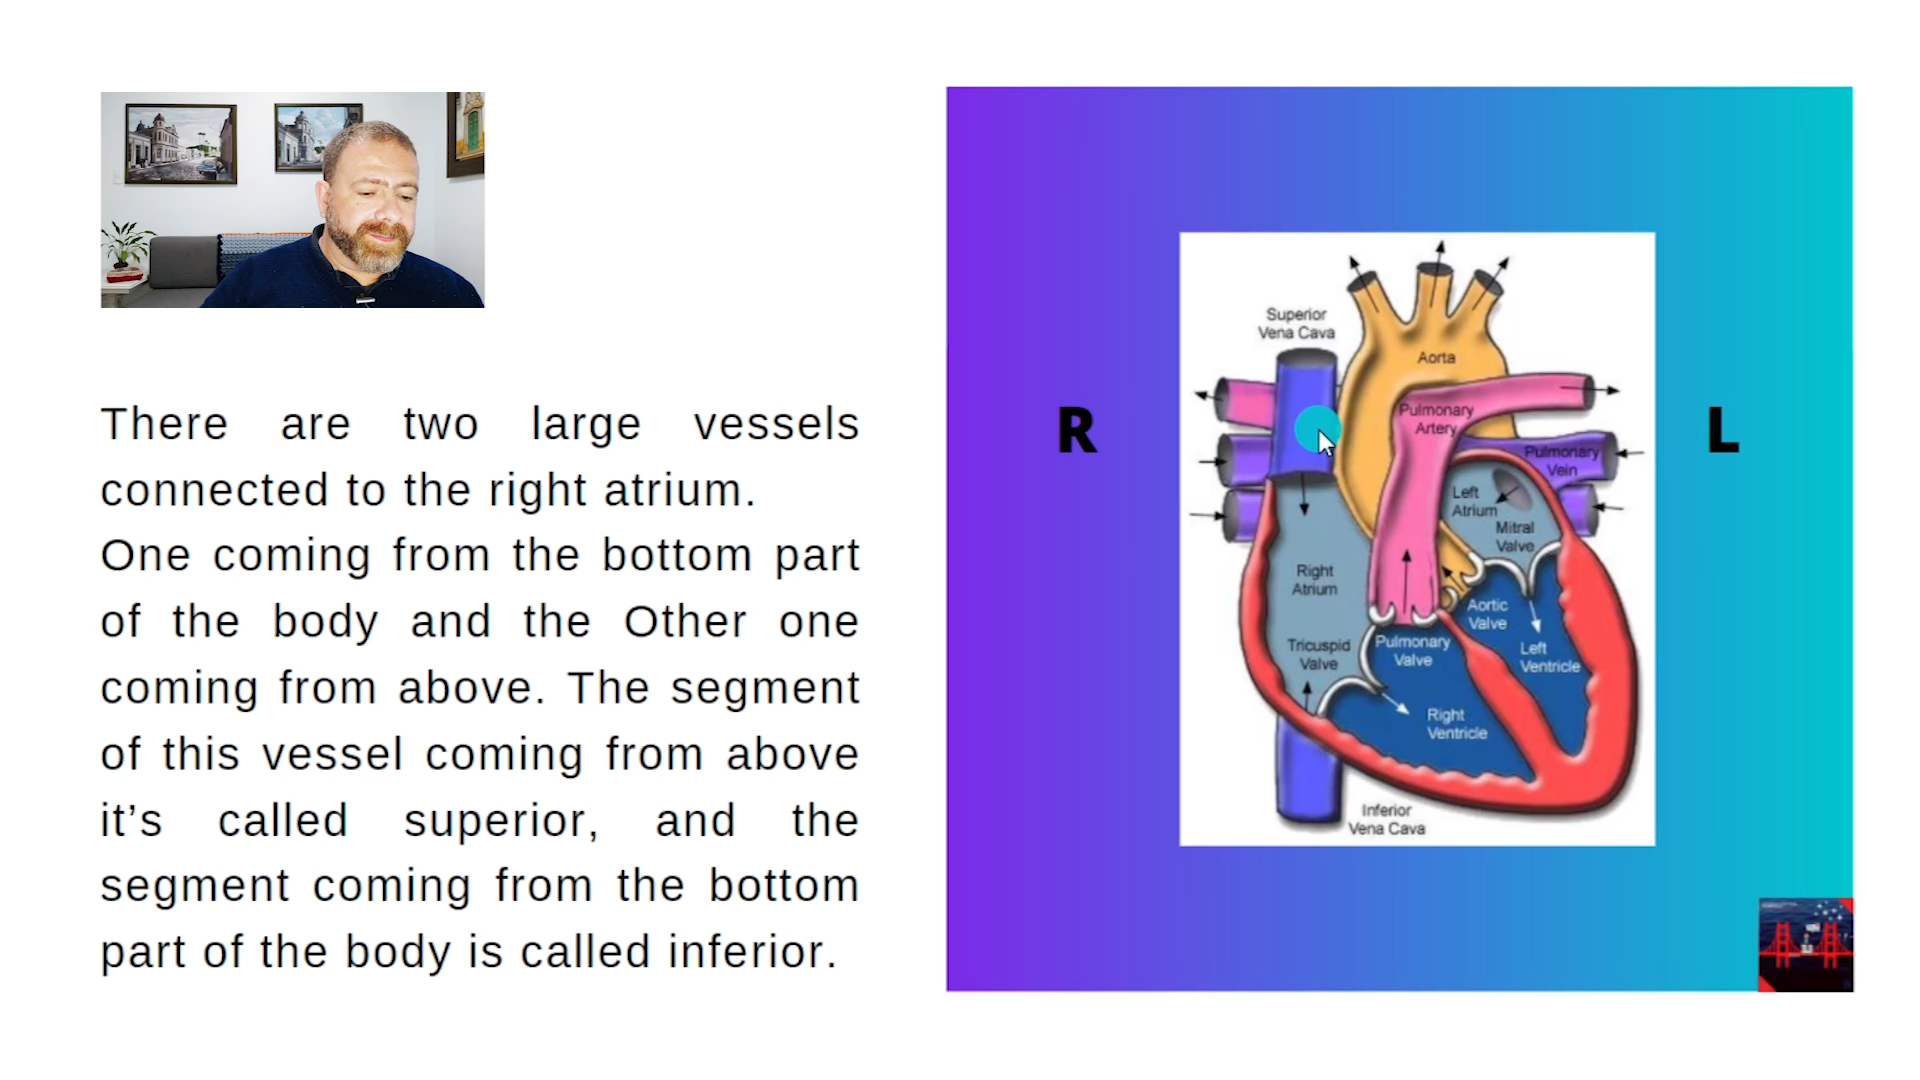 There are two large vessels
connected to the right atrium.
One coming from the bottom part
of the body and the Other one
coming from above. The segment
of this vessel coming from above
it’s called superior, and the
segment coming from the bottom
part of the body is called inferior.
R
L
Superior
Vena Cava
Aorta
Pulmonary
Artery
Pulmonary
Vein
Left
Atrium
Mitral
Valve
Right
Atrium
Aortic
Valve
Tricuspid
Valve
Pulmonary
Valve
Left
Ventricle
Right
Ventricle
Inferior
Vena Cava